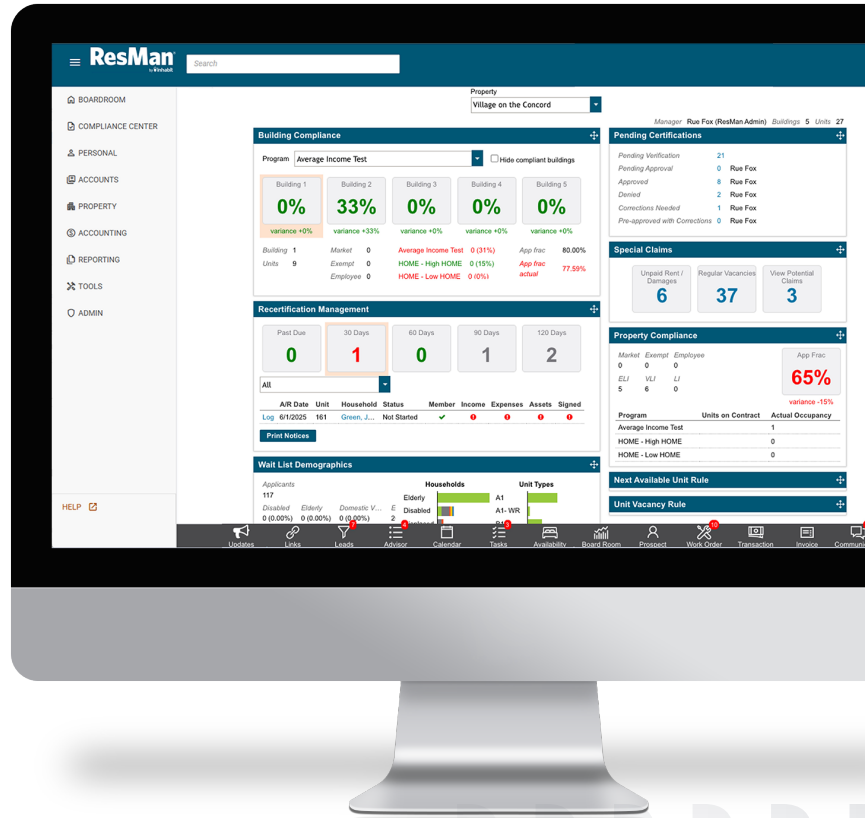 ResMan
by Inhabit
Search
BOARDROOM
COMPLIANCE CENTER
PERSONAL
ACCOUNTS
PROPERTY
ACCOUNTING
REPORTING
TOOLS
ADMIN
HELP
Property
Village on the Concord
Manager Rue Fox (ResMan Admin) Buildings 5 Units 27
Building Compliance
Program Average Income Test Hide compliant buildings
Building 1 Building 2 Building 3 Building 4 Building 5
0% 33% 0% 0% 0%
variance +0% variance +33% variance +0% variance +0% variance +0%
Building 1 Market 0 Average Income Test 0 (31%) App frac 80.00%
Units 9 Exempt 0 HOME - High HOME 0 (15%) App frac actual 77.59%
Employee 0 HOME - Low HOME 0 (0%)
Recertification Management
Past Due 30 Days 60 Days 90 Days 120 Days
0 1 0 1 2
All
A/R Date Unit Household Status Member Income Expenses Assets Signed
Log 6/1/2025 161 Green, J... Not Started
Print Notices
Wait List Demographics
Applicants Households Unit Types
117
Elderly A1
Disabled Elderly Domestic V... E Disabled A1- WR
0 (0.00%) 0 (0.00%) 0 (0.00%) 2
Pending Certifications
Pending Verification 21
Pending Approval 0 Rue Fox
Approved 8 Rue Fox
Denied 2 Rue Fox
Corrections Needed 1 Rue Fox
Pre-approved with Corrections 0 Rue Fox
Special Claims
Unpaid Rent / Damages Regular Vacancies View Potential Claims
6 37 3
Property Compliance
Market Exempt Employee App Frac
0 0 0
ELI VLI LI 65%
5 6 0
variance -15%
Program Units on Contract Actual Occupancy
Average Income Test 1
HOME - High HOME 0
HOME - Low HOME 0
Next Available Unit Rule
Unit Vacancy Rule
7 4 3 10
Updates Links Leads Advisor Calendar Tasks Availability Board Room Prospect Work Order Transaction Invoice